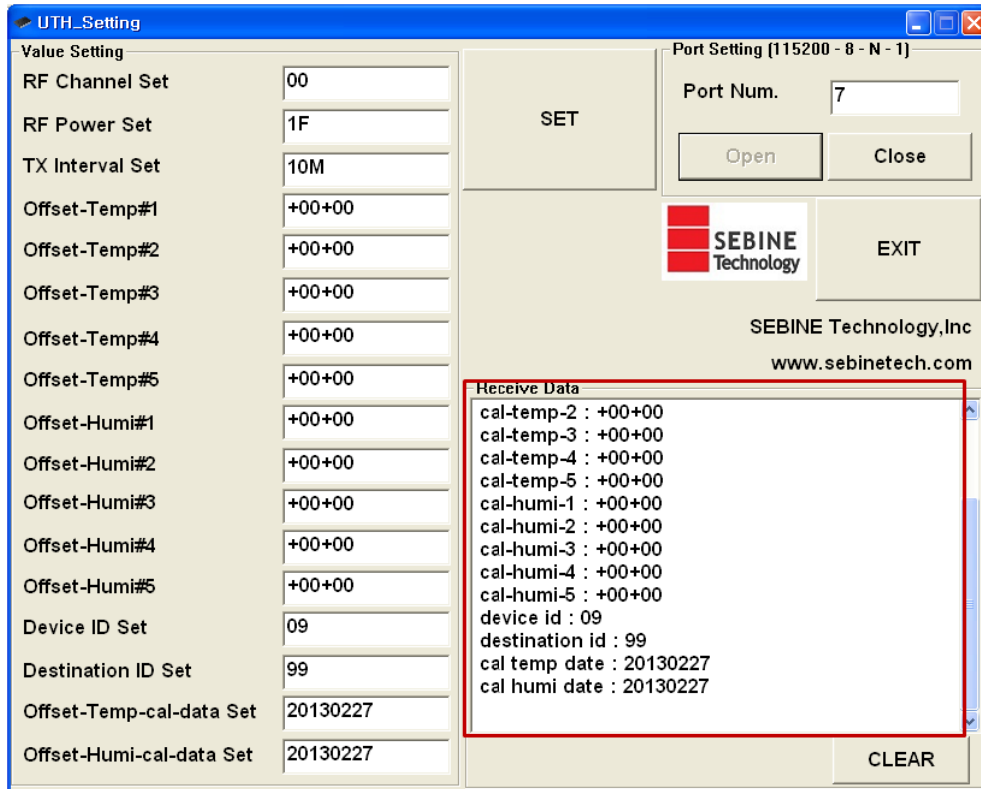 UTH_Setting
Value Setting
RF Channel Set 00
RF Power Set 1F
TX Interval Set 10M
Offset-Temp#1 +00+00
Offset-Temp#2 +00+00
Offset-Temp#3 +00+00
Offset-Temp#4 +00+00
Offset-Temp#5 +00+00
Offset-Humi#1 +00+00
Offset-Humi#2 +00+00
Offset-Humi#3 +00+00
Offset-Humi#4 +00+00
Offset-Humi#5 +00+00
Device ID Set 09
Destination ID Set 99
Offset-Temp-cal-data Set 20130227
Offset-Humi-cal-data Set 20130227
SET
Port Setting (115200 - 8 - N - 1)
Port Num. 7
Open Close
SEBINE
Technology
EXIT
SEBINE Technology,Inc
www.sebinetech.com
Receive Data
cal-temp-2 : +00+00
cal-temp-3 : +00+00
cal-temp-4 : +00+00
cal-temp-5 : +00+00
cal-humi-1 : +00+00
cal-humi-2 : +00+00
cal-humi-3 : +00+00
cal-humi-4 : +00+00
cal-humi-5 : +00+00
device id : 09
destination id : 99
cal temp date : 20130227
cal humi date : 20130227
CLEAR